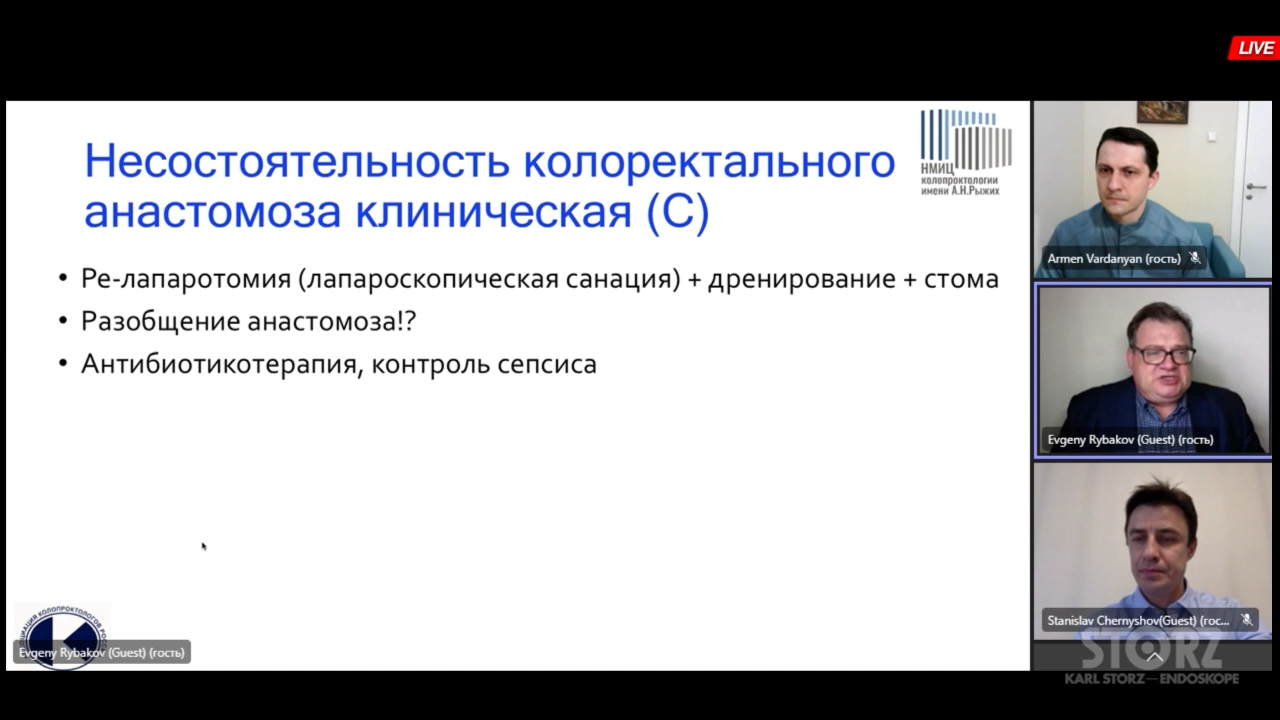 LIVE
Несостоятельность колоректального
анастомоза клиническая (С)
НМИЦ
колопроктологии
имени А.Н.Рыжих
• Ре-лапаротомия (лапароскопическая санация) + дренирование + стома
• Разобщение анастомоза!?
• Антибиотикотерапия, контроль сепсиса
Armen Vardanyan (гость)
Evgeny Rybakov (Guest) (гость)
Stanislav Chernyshov(Guest) (гос...
КОЛОПРОКТОЛОГОВ
Evgeny Rybakov (Guest) (гость)
STORZ
KARL STORZ—ENDOSKOPE